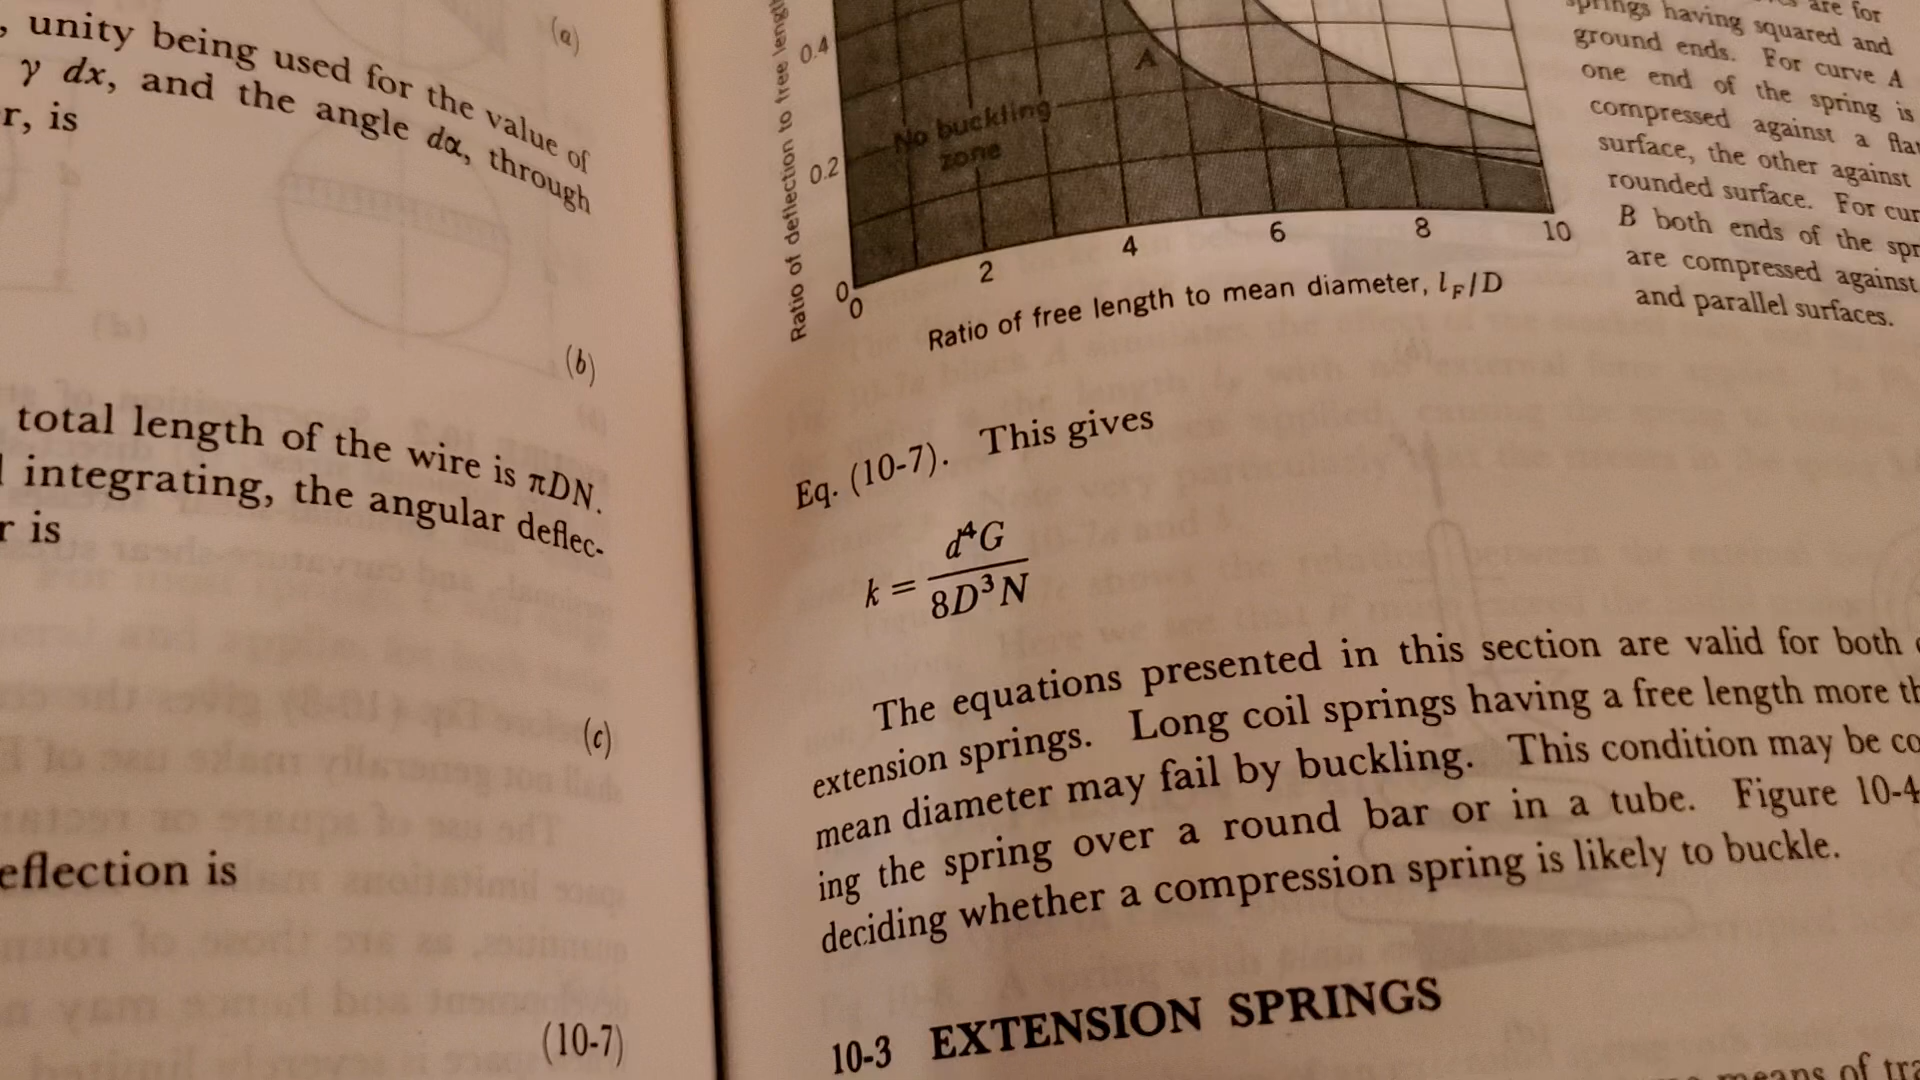 (a)
, unity being used for the value of
γ dx, and the angle dα, through
r, is
(b)
total length of the wire is πDN.
integrating, the angular deflec-
r is
(c)
eflection is
(10-7)
Ratio of deflection to free length
0.4
0.2
0
0
2
4
6
8
10
A
No buckling
zone
Ratio of free length to mean diameter, l_F/D
are for
springs having squared and
ground ends. For curve A
one end of the spring is
compressed against a flat
surface, the other against
rounded surface. For cur
B both ends of the spr
are compressed against
and parallel surfaces.
Eq. (10-7). This gives
k = d⁴G / 8D³N
The equations presented in this section are valid for both
extension springs. Long coil springs having a free length more th
mean diameter may fail by buckling. This condition may be co
ing the spring over a round bar or in a tube. Figure 10-4
deciding whether a compression spring is likely to buckle.
10-3 EXTENSION SPRINGS
means of tra